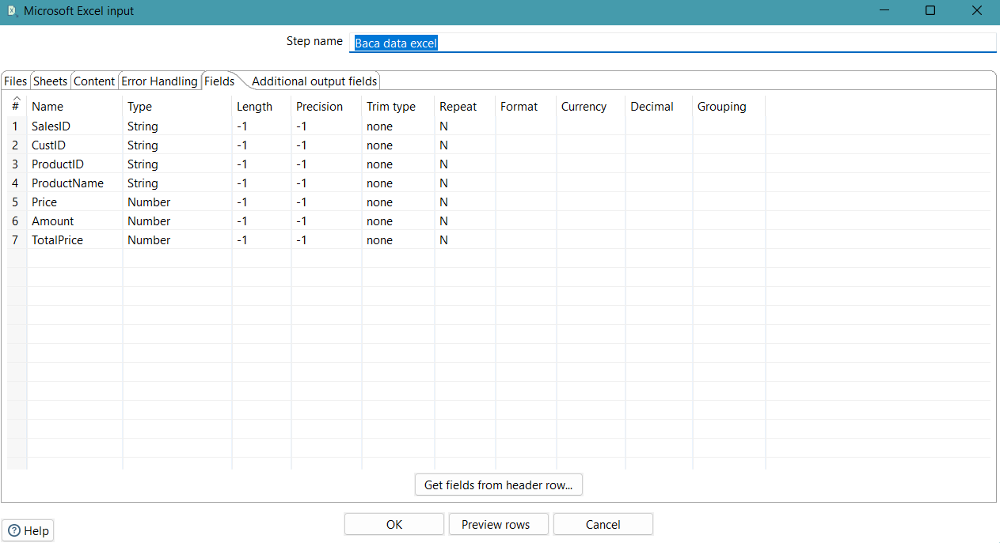 Microsoft Excel input
Step name Baca data excel
Files Sheets Content Error Handling Fields Additional output fields
# Name Type Length Precision Trim type Repeat Format Currency Decimal Grouping
1 SalesID String -1 -1 none N
2 CustID String -1 -1 none N
3 ProductID String -1 -1 none N
4 ProductName String -1 -1 none N
5 Price Number -1 -1 none N
6 Amount Number -1 -1 none N
7 TotalPrice Number -1 -1 none N
Get fields from header row...
Help OK Preview rows Cancel